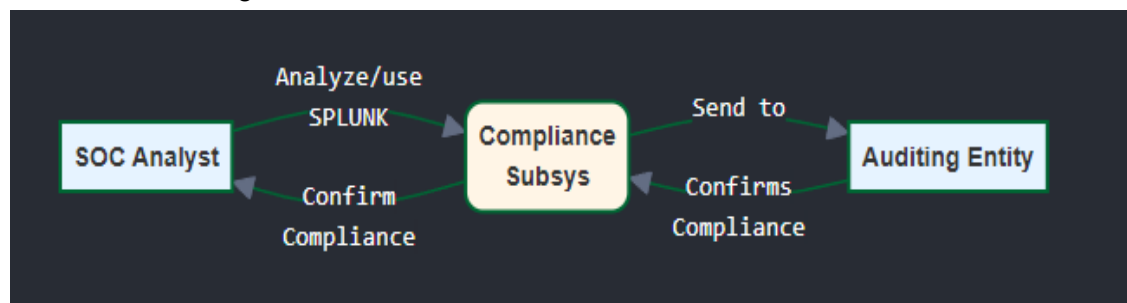 Analyze/use
SPLUNK
SOC Analyst
Confirm
Compliance
Compliance
Subsys
Send to
Confirms
Compliance
Auditing Entity